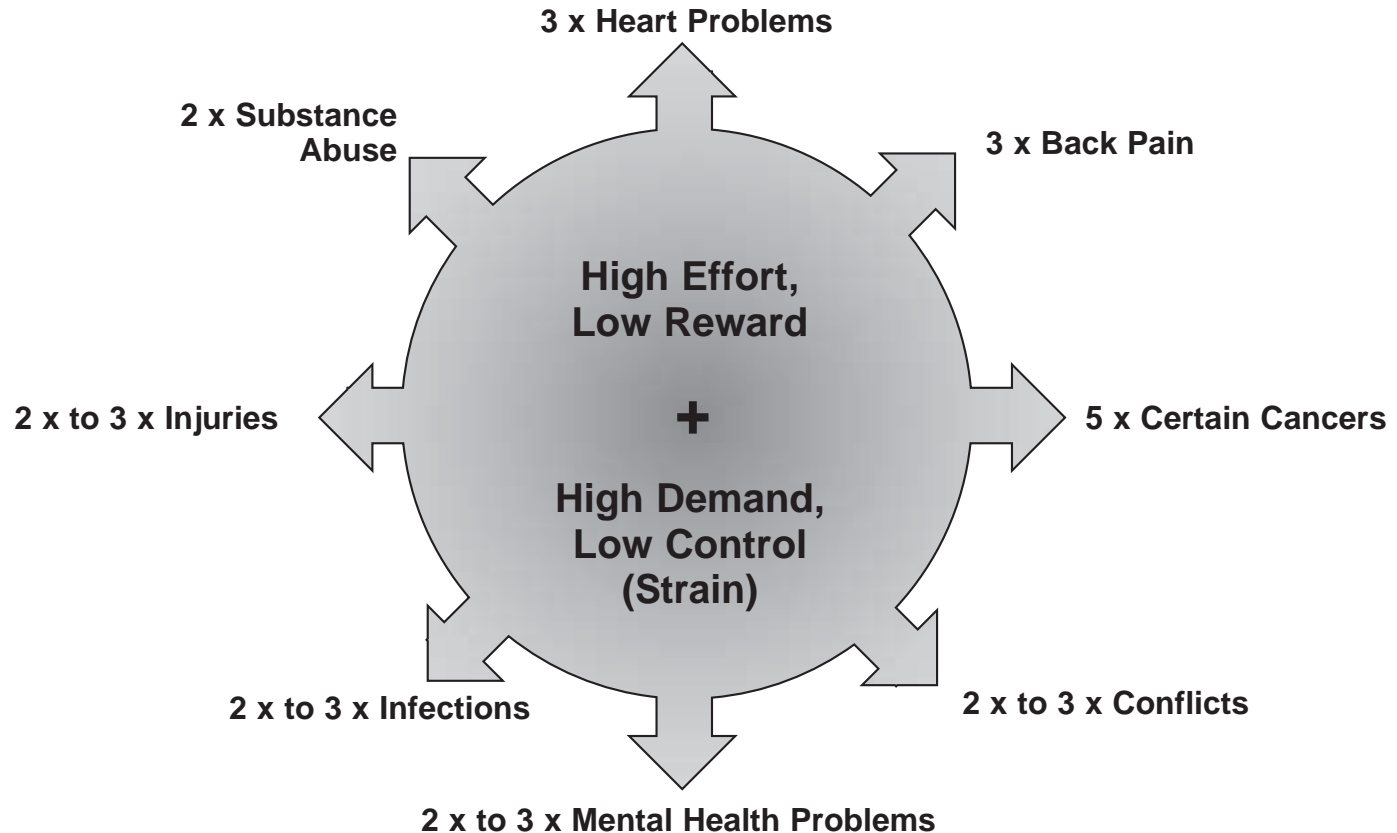 3 x Heart Problems
2 x Substance
Abuse
3 x Back Pain
High Effort,
Low Reward
+
2 x to 3 x Injuries
5 x Certain Cancers
High Demand,
Low Control
(Strain)
2 x to 3 x Infections
2 x to 3 x Conflicts
2 x to 3 x Mental Health Problems